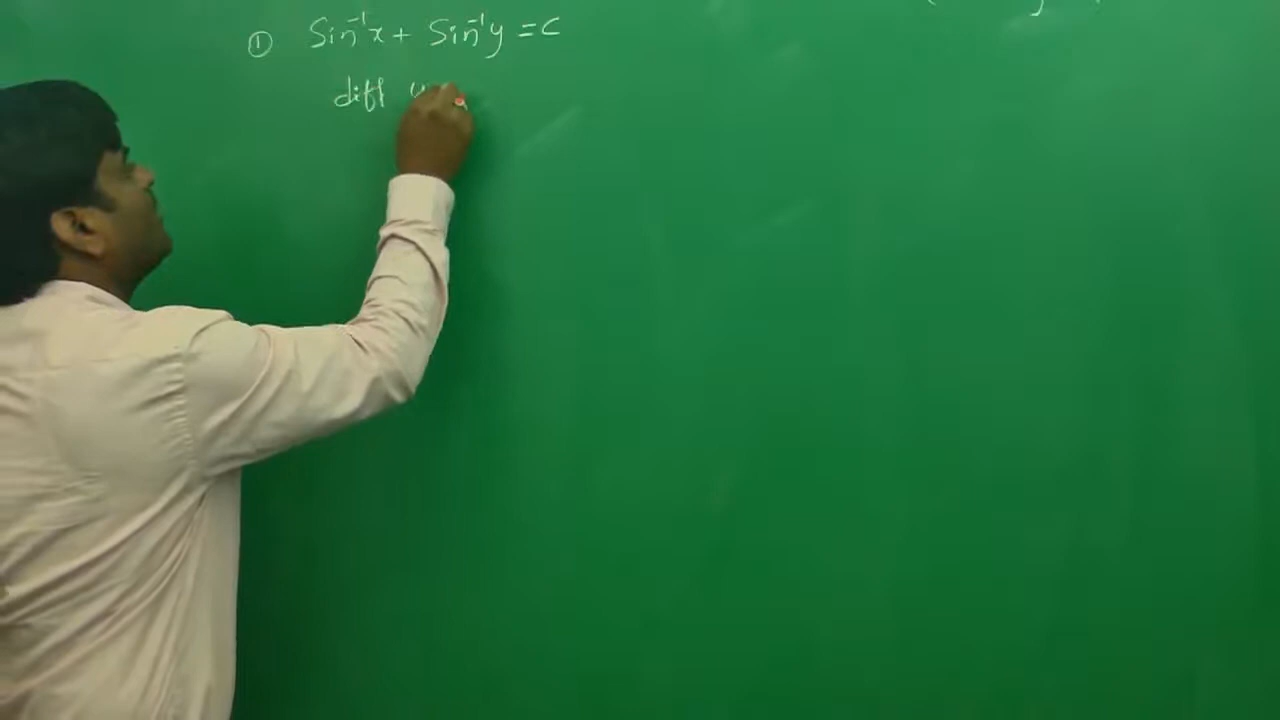 ① Sin⁻¹x + Sin⁻¹y = c
diff